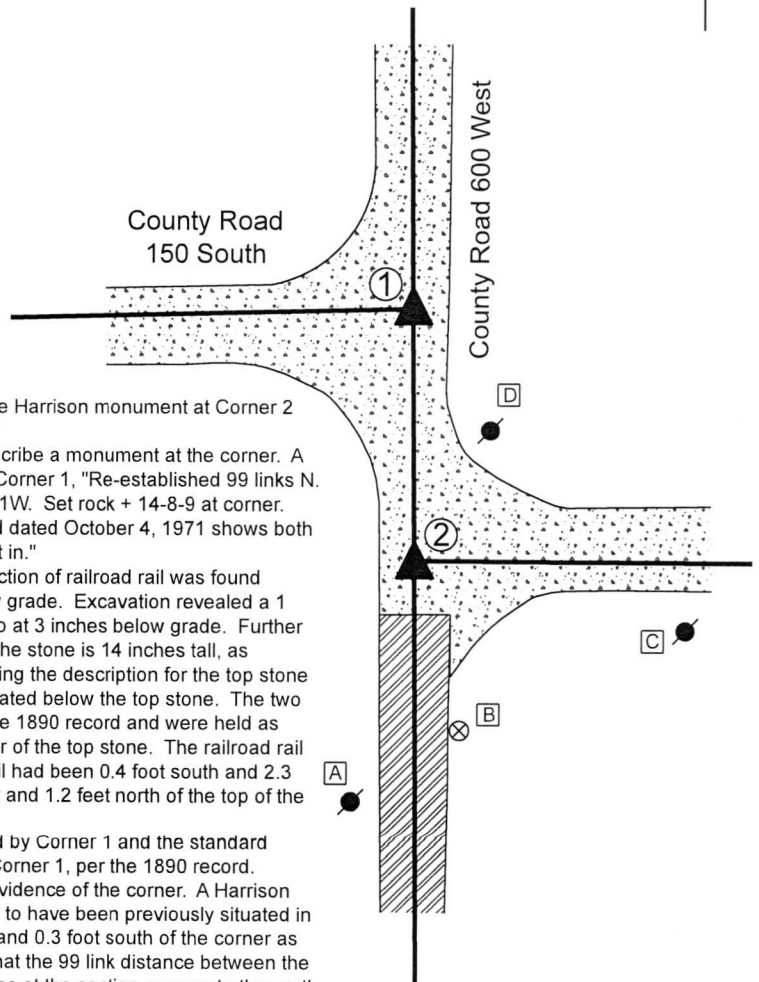 County Road
150 South
County Road 600 West
1
D
2
C
B
A
e Harrison monument at Corner 2
cribe a monument at the corner. A
Corner 1, "Re-established 99 links N.
1W. Set rock + 14-8-9 at corner.
d dated October 4, 1971 shows both
t in."
ction of railroad rail was found
grade. Excavation revealed a 1
at 3 inches below grade. Further
he stone is 14 inches tall, as
ing the description for the top stone
ated below the top stone. The two
e 1890 record and were held as
r of the top stone. The railroad rail
il had been 0.4 foot south and 2.3
and 1.2 feet north of the top of the
d by Corner 1 and the standard
Corner 1, per the 1890 record.
vidence of the corner. A Harrison
to have been previously situated in
and 0.3 foot south of the corner as
hat the 99 link distance between the